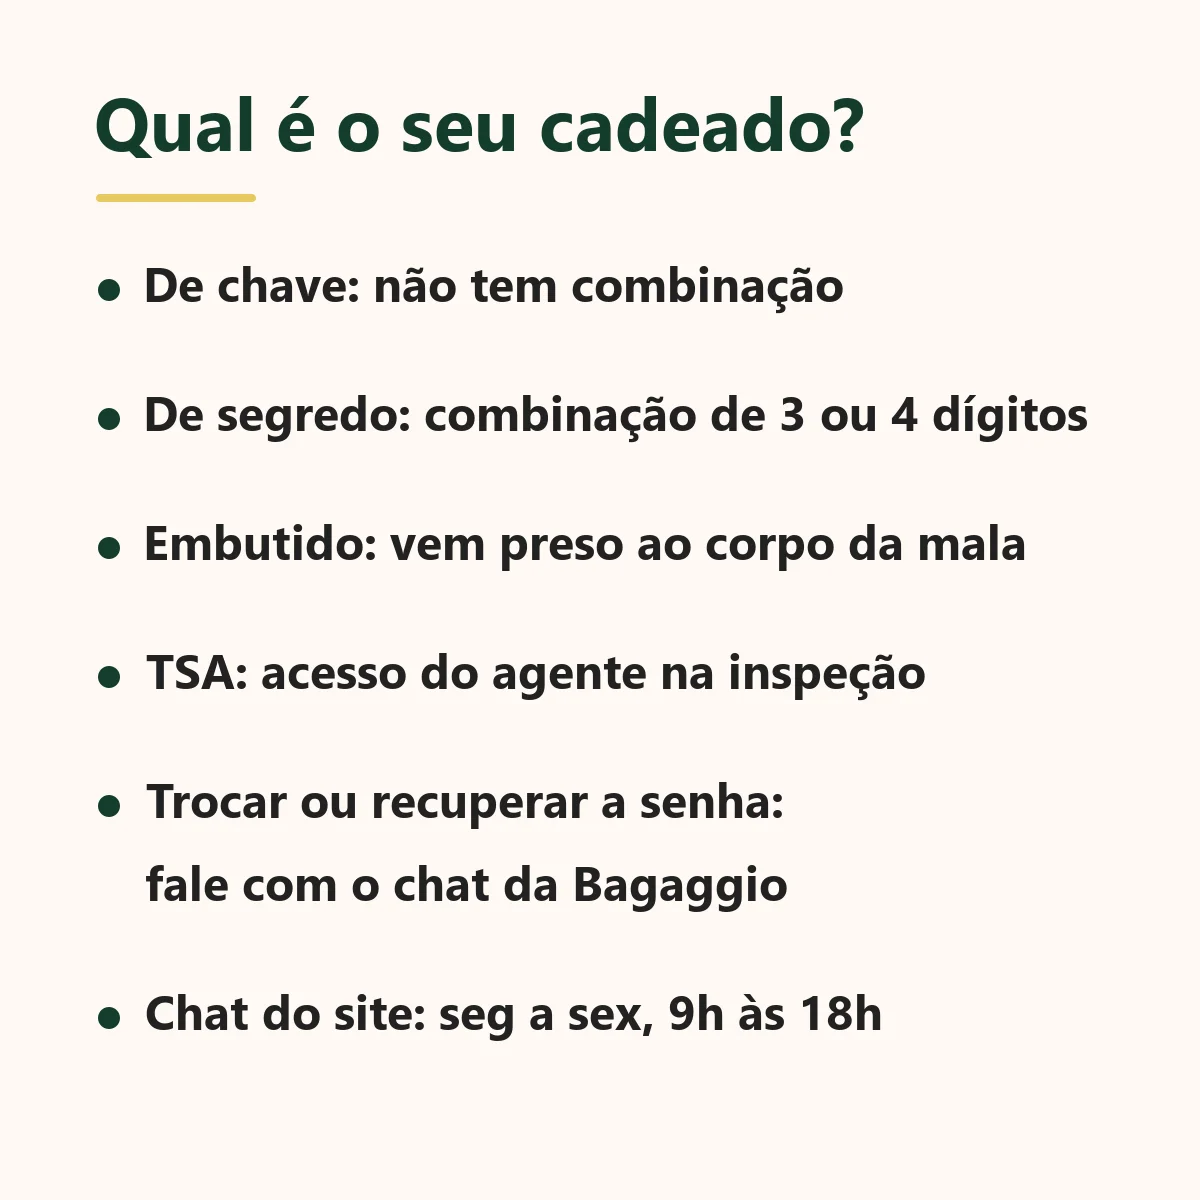 Qual é o seu cadeado?
De chave: não tem combinação
De segredo: combinação de 3 ou 4 dígitos
Embutido: vem preso ao corpo da mala
TSA: acesso do agente na inspeção
Trocar ou recuperar a senha:
fale com o chat da Bagaggio
Chat do site: seg a sex, 9h às 18h